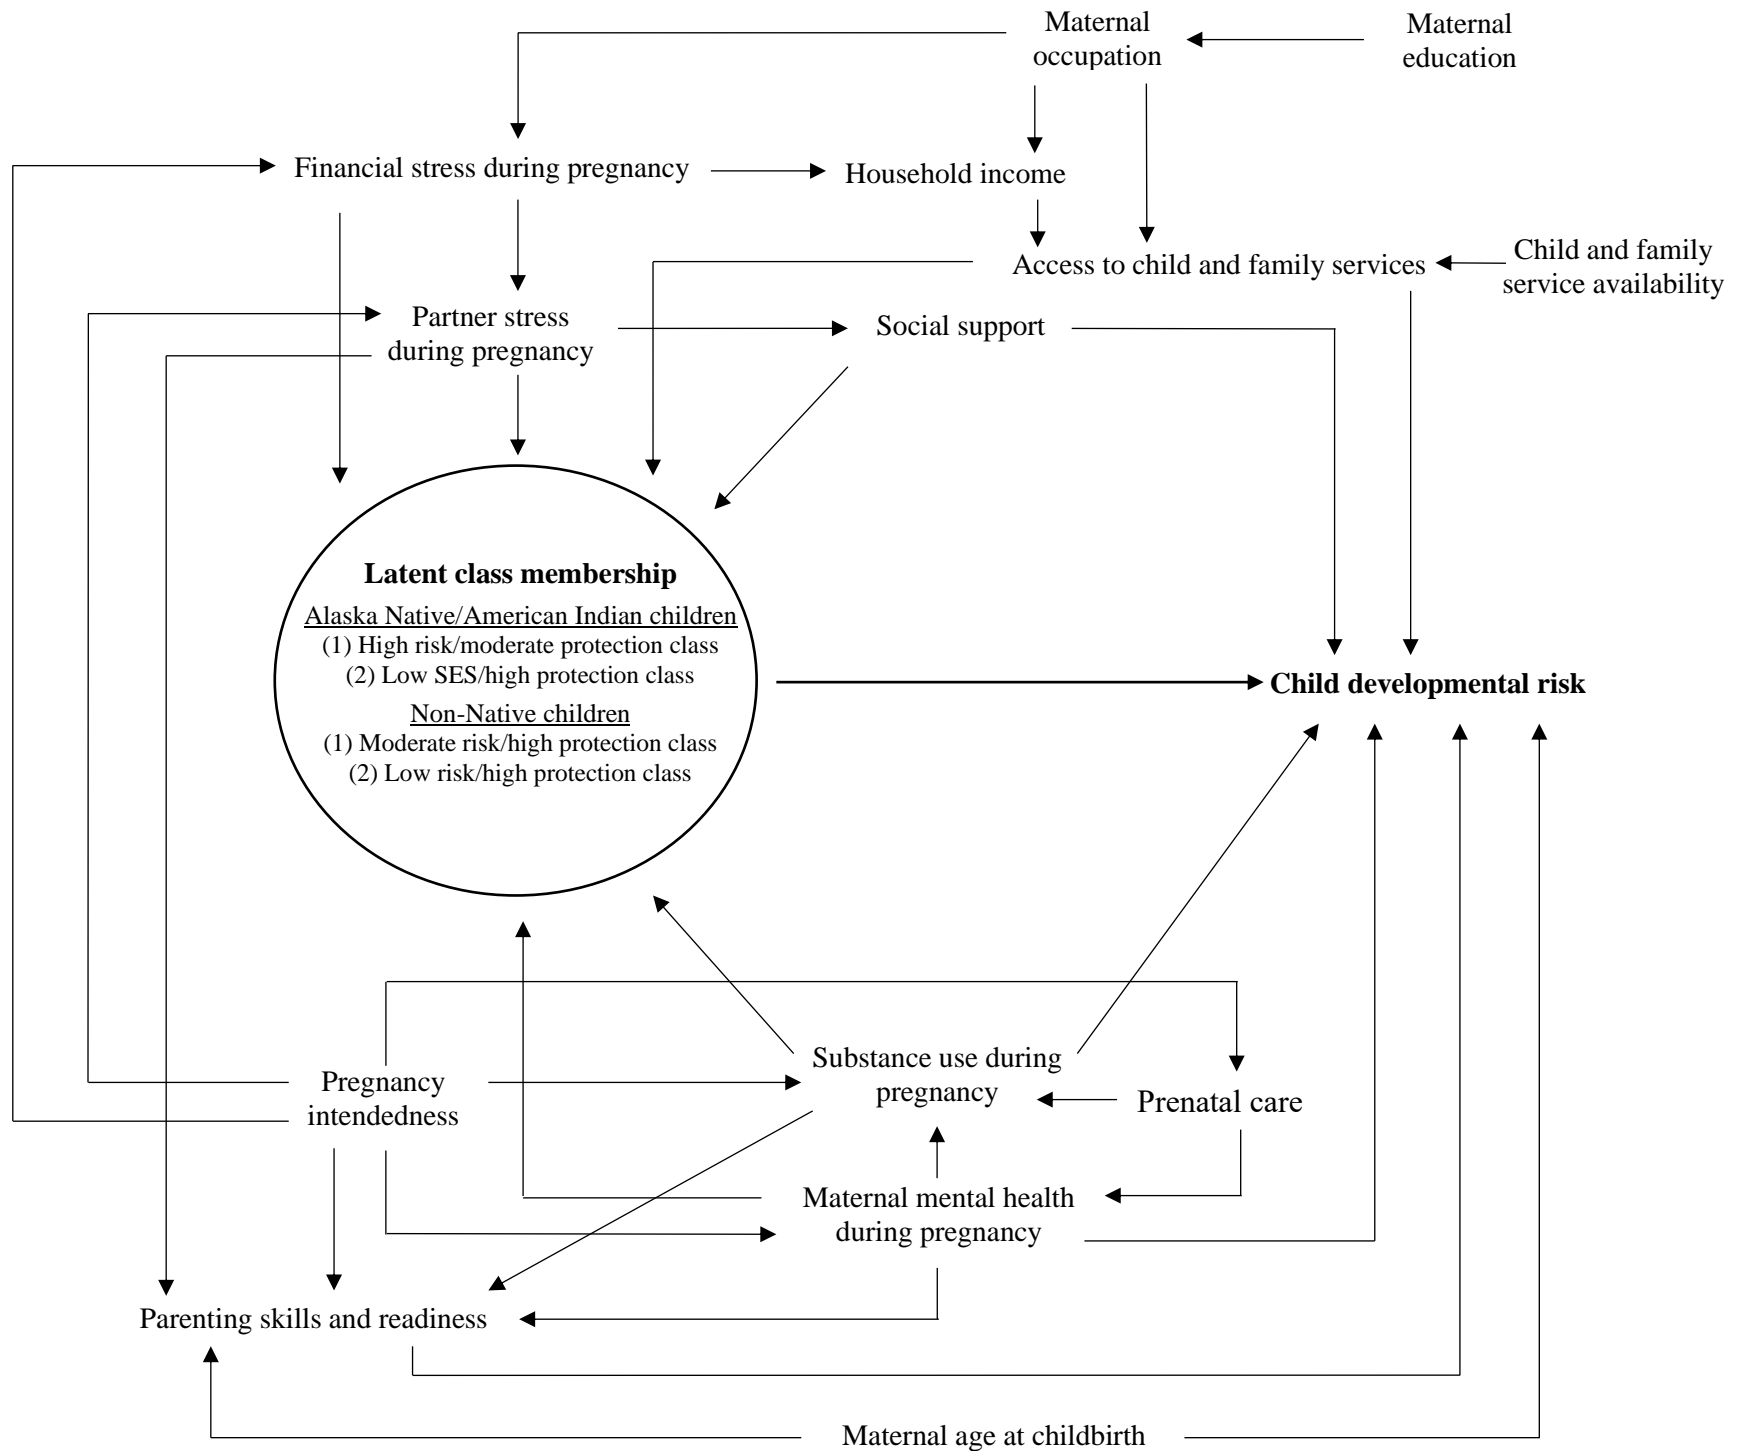 Maternal
occupation
Maternal
education
Financial stress during pregnancy
Household income
Access to child and family services
Child and family
service availability
Partner stress
during pregnancy
Social support
Latent class membership
Alaska Native/American Indian children
(1) High risk/moderate protection class
(2) Low SES/high protection class
Non-Native children
(1) Moderate risk/high protection class
(2) Low risk/high protection class
Child developmental risk
Substance use during
pregnancy
Pregnancy
intendedness
Prenatal care
Maternal mental health
during pregnancy
Parenting skills and readiness
Maternal age at childbirth